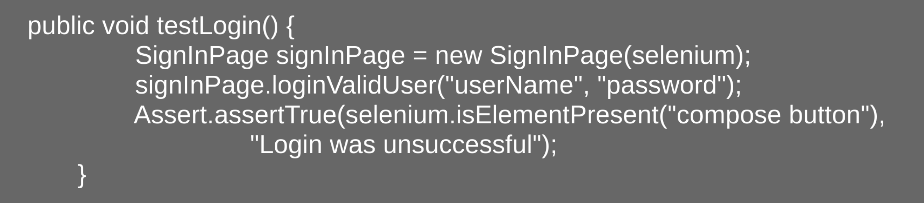 public void testLogin() {
SignInPage signInPage = new SignInPage(selenium);
signInPage.loginValidUser("userName", "password");
Assert.assertTrue(selenium.isElementPresent("compose button"),
"Login was unsuccessful");
}